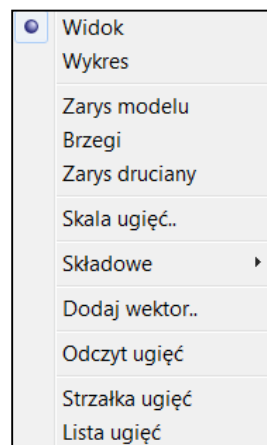 Widok
Wykres
Zarys modelu
Brzegi
Zarys druciany
Skala ugięć..
Składowe
Dodaj wektor..
Odczyt ugięć
Strzałka ugięć
Lista ugięć